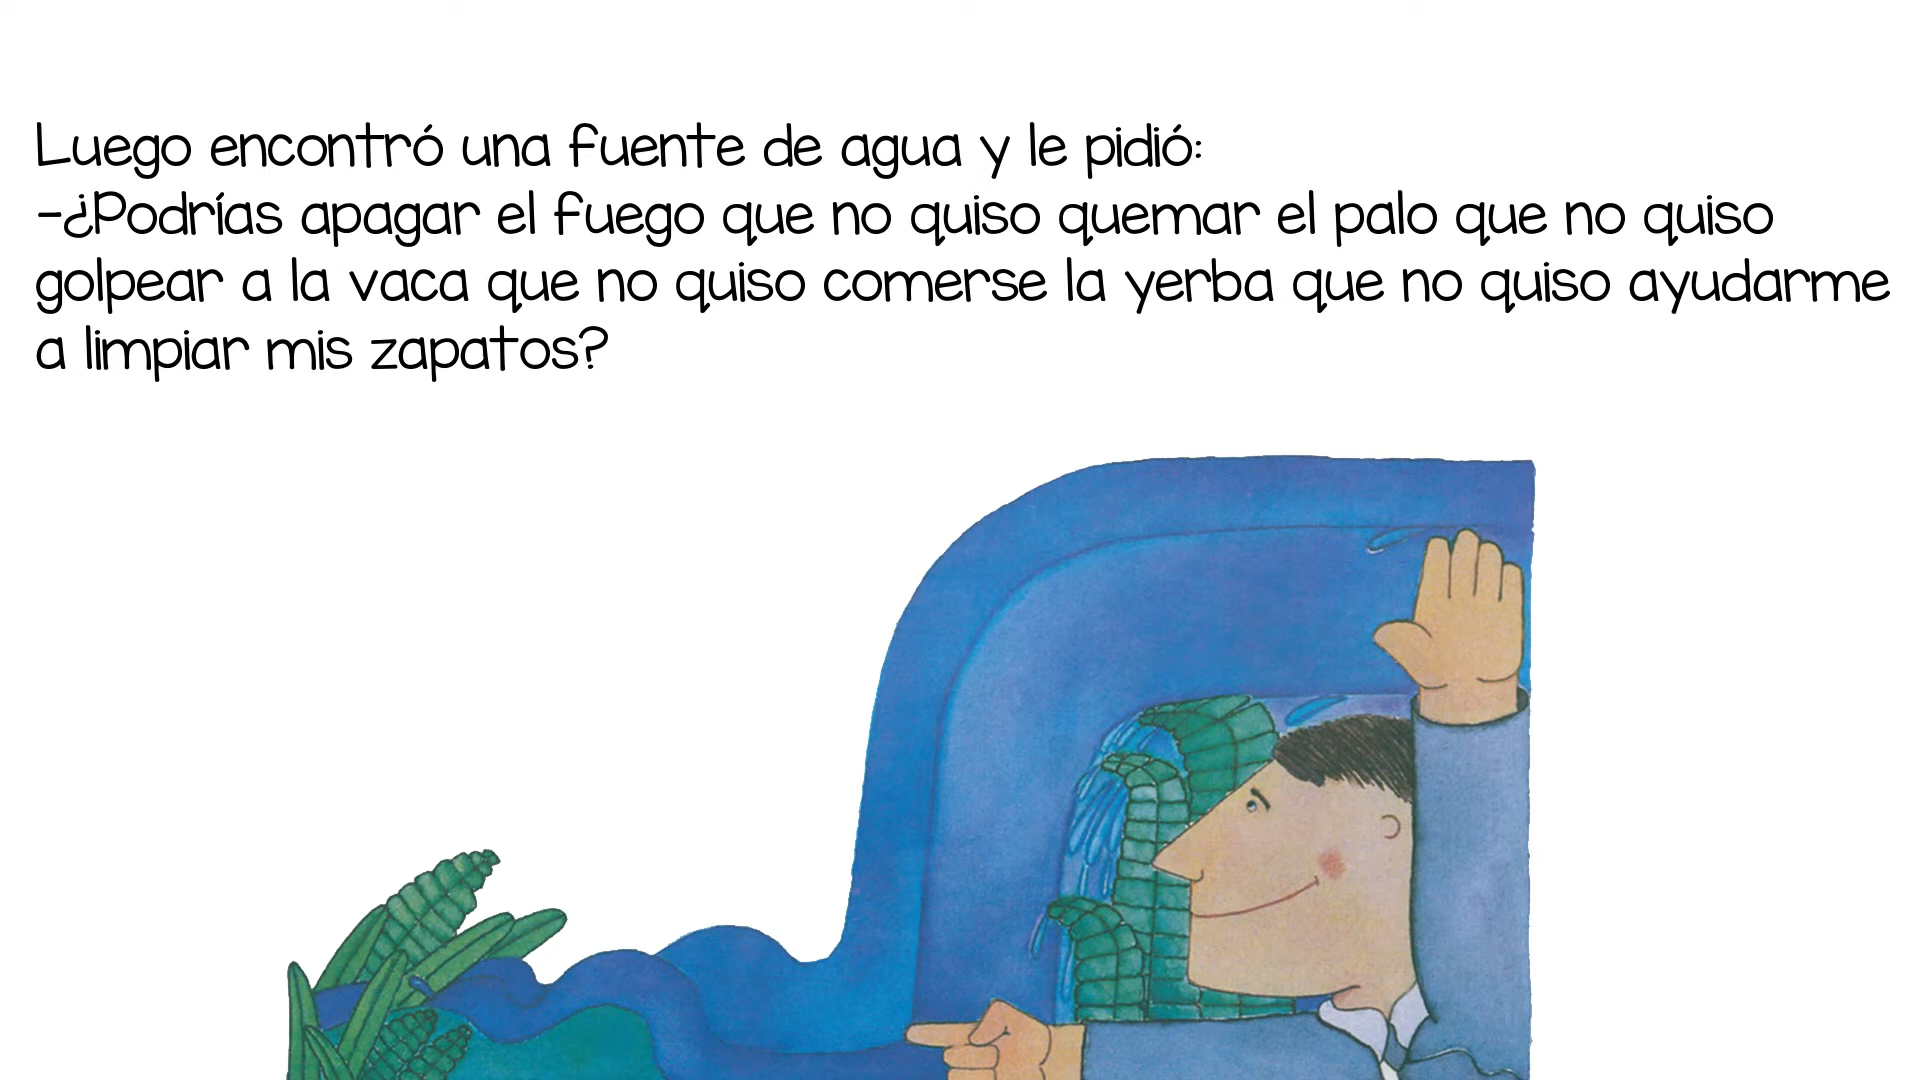 Luego encontró una fuente de agua y le pidió:
-¿Podrías apagar el fuego que no quiso quemar el palo que no quiso
golpear a la vaca que no quiso comerse la yerba que no quiso ayudarme
a limpiar mis zapatos?